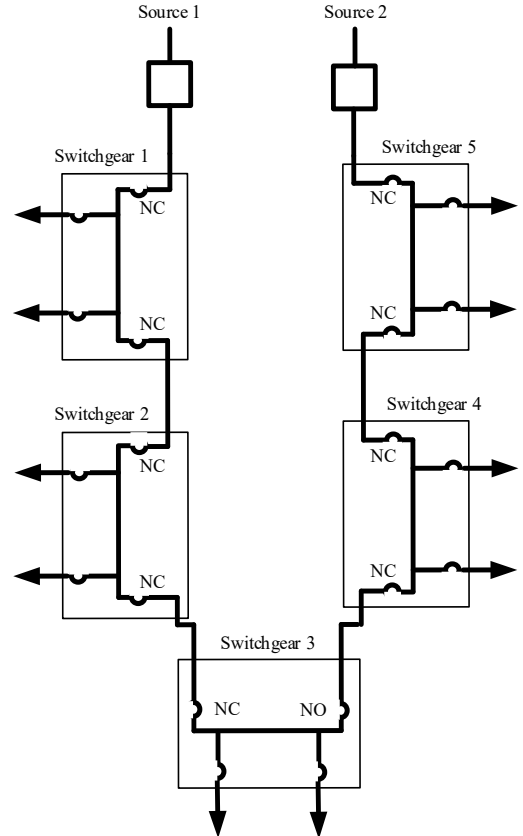 Source 1
Source 2
Switchgear 1
Switchgear 5
NC
NC
NC
NC
Switchgear 2
Switchgear 4
NC
NC
NC
NC
Switchgear 3
NC
NO